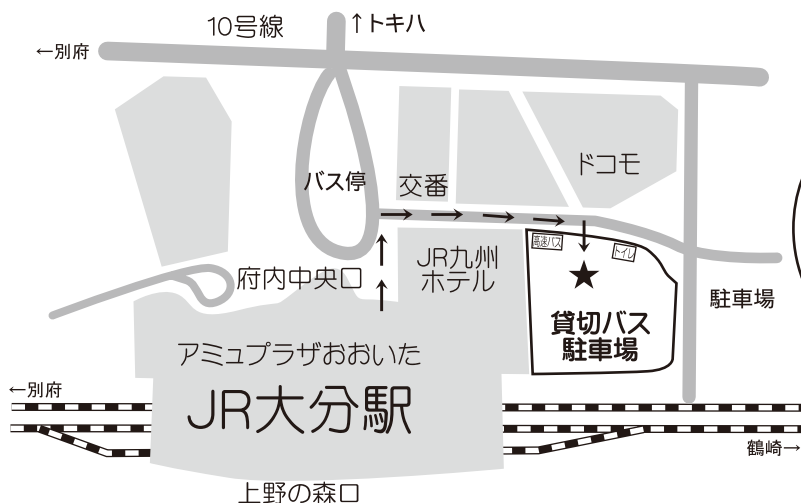 10号線
↑トキハ
←別府
バス停
交番
ドコモ
高速バス
トイレ
JR九州
ホテル
府内中央口
駐車場
貸切バス
駐車場
アミュプラザおおいた
←別府
JR大分駅
鶴崎→
上野の森口